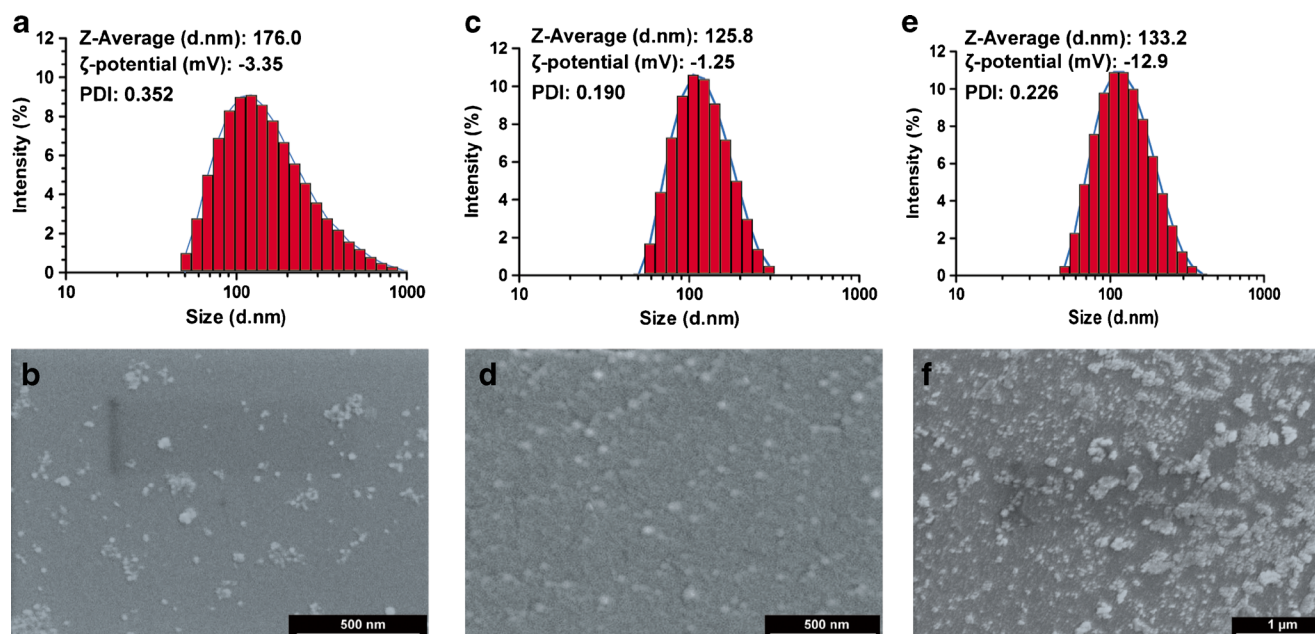 a
Z-Average (d.nm): 176.0
ζ-potential (mV): -3.35
PDI: 0.352
Intensity (%)
12
10
8
6
4
2
0
10 100 1000
Size (d.nm)
c
Z-Average (d.nm): 125.8
ζ-potential (mV): -1.25
PDI: 0.190
Intensity (%)
12
10
8
6
4
2
0
10 100 1000
Size (d.nm)
e
Z-Average (d.nm): 133.2
ζ-potential (mV): -12.9
PDI: 0.226
Intensity (%)
12
10
8
6
4
2
0
10 100 1000
Size (d.nm)
b
500 nm
d
500 nm
f
1 µm